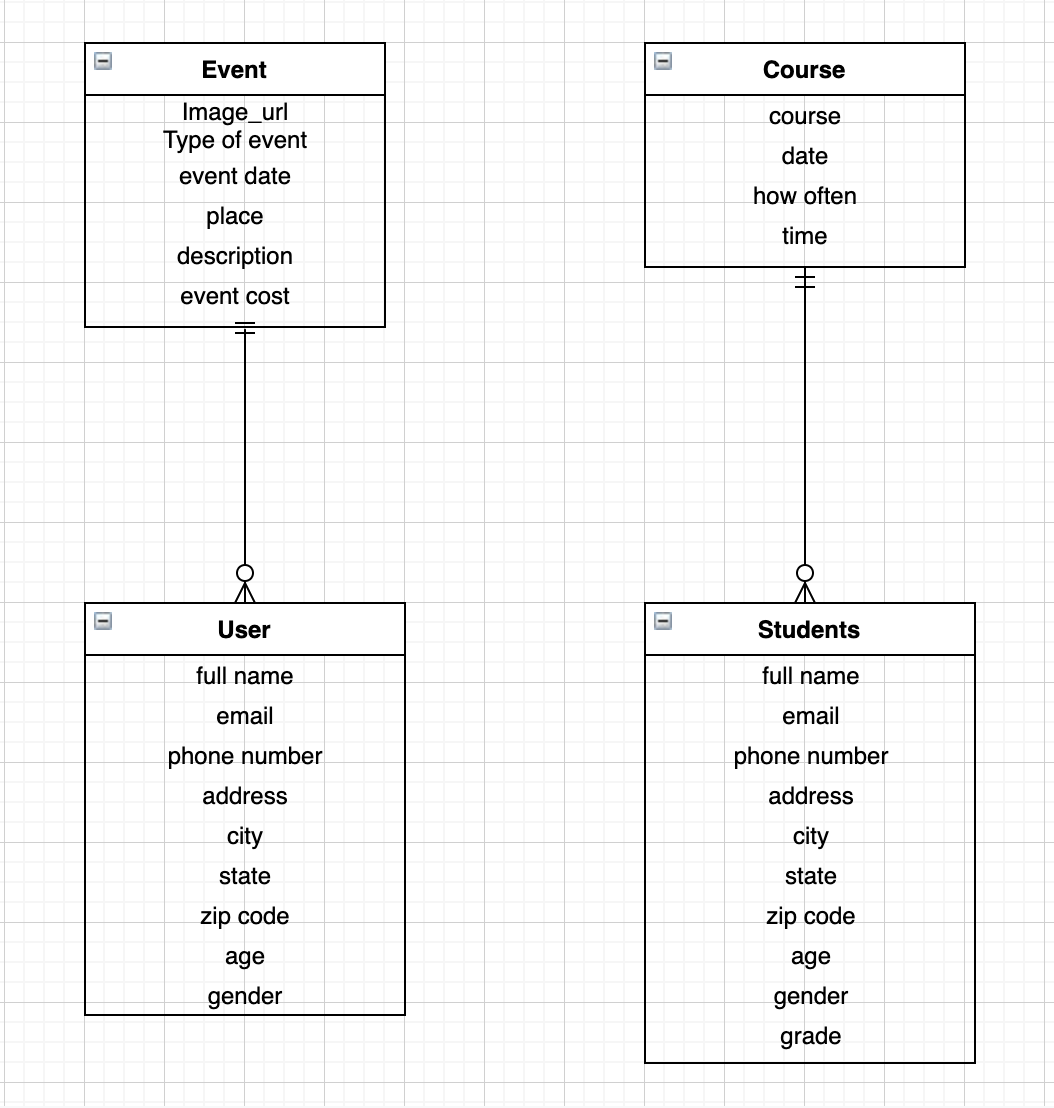 Event
Image_url
Type of event
event date
place
description
event cost
Course
course
date
how often
time
User
full name
email
phone number
address
city
state
zip code
age
gender
Students
full name
email
phone number
address
city
state
zip code
age
gender
grade